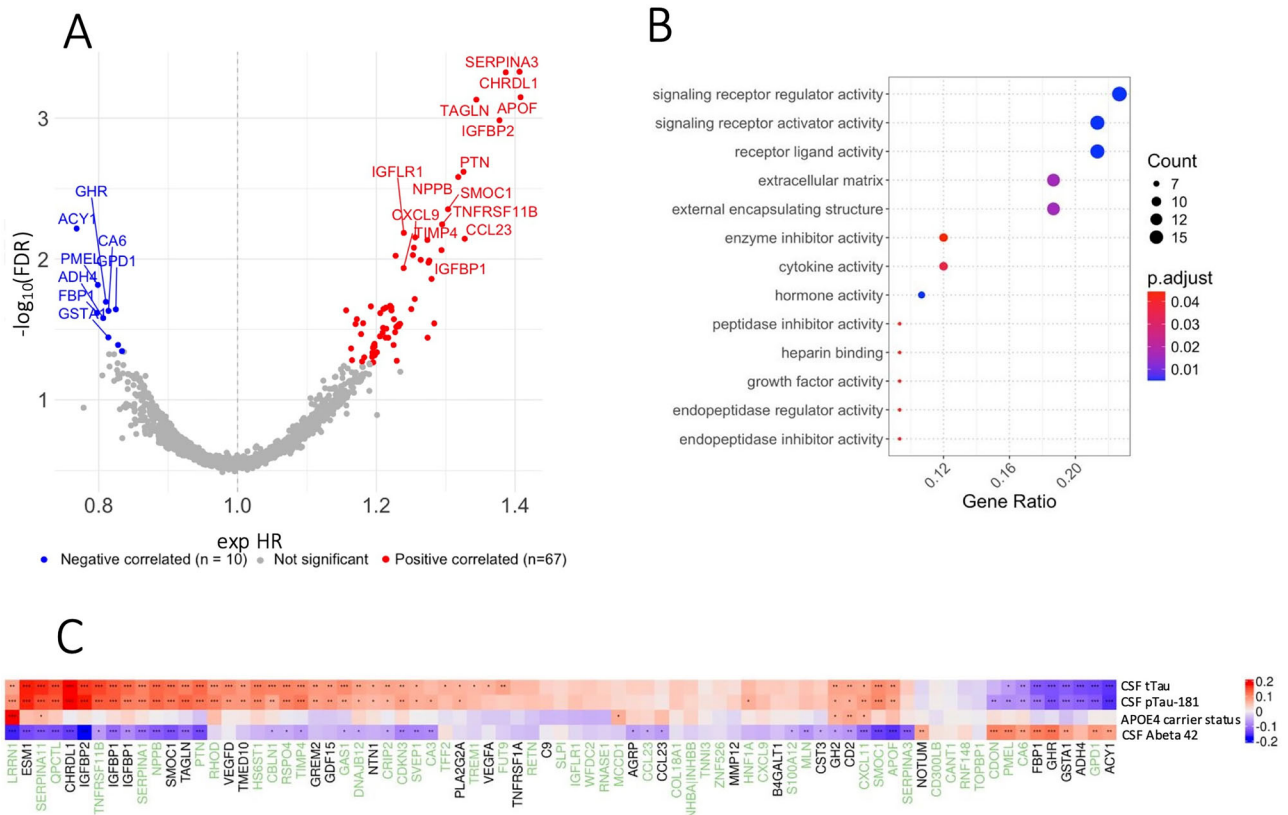 A
SERPINA3
CHRDL1
TAGLN
APOF
IGFBP2
PTN
IGFLR1
NPPB
SMOC1
CXCL9
TNFRSF11B
TIMP4
CCL23
IGFBP1
GHR
ACY1
CA6
PMEL
GPD1
ADH4
FBP1
GSTA1
3
2
1
-log10(FDR)
0.8
1.0
1.2
1.4
exp HR
Negative correlated (n = 10)
Not significant
Positive correlated (n=67)
B
signaling receptor regulator activity
signaling receptor activator activity
receptor ligand activity
extracellular matrix
external encapsulating structure
enzyme inhibitor activity
cytokine activity
hormone activity
peptidase inhibitor activity
heparin binding
growth factor activity
endopeptidase regulator activity
endopeptidase inhibitor activity
0.12
0.16
0.20
Gene Ratio
Count
7
10
12
15
p.adjust
0.04
0.03
0.02
0.01
C
CSF tTau
CSF pTau-181
APOE4 carrier status
CSF Abeta 42
0.2
0.1
0
-0.1
-0.2
LRRN1
ESM1
SERPINA11
OPCTL
CHRDL1
IGFBP2
TNFRSF11B
IGFBP1
IGFBP1
SERPINA1
NPPB
SMOC1
TAGLN
PTN
RHOD
VEGFD
TMED10
HS6ST1
CBLN1
RSPO4
TIMP4
GREM2
GDF15
GAS1
DNAJB12
NTN1
CRIP2
CDKN3
SVEP1
CA3
TFF2
PLA2G2A
TREM1
VEGFA
FUT9
TNFRSF1A
RETN
C9
SLPI
IGFLR1
WFDC2
RNASE1
MCCD1
AGRP
CCL23
CCL23
COL18A1
NHBA|INHBB
TNNI3
ZNF526
MMP12
HNF1A
CXCL9
B4GALT1
S100A12
MLN
CST3
GH2
CD2
CXCL11
SMOC1
APOF
SERPINA3
NOTUM
CD300LB
CANT1
RNF148
TOPBP1
CDON
PMEL
CA6
FBP1
GHR
GSTA1
ADH4
GPD1
ACY1